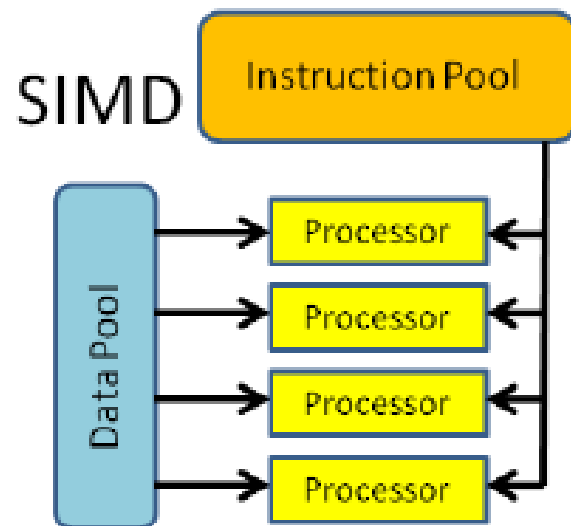 SIMD
Instruction Pool
Data Pool
Processor
Processor
Processor
Processor